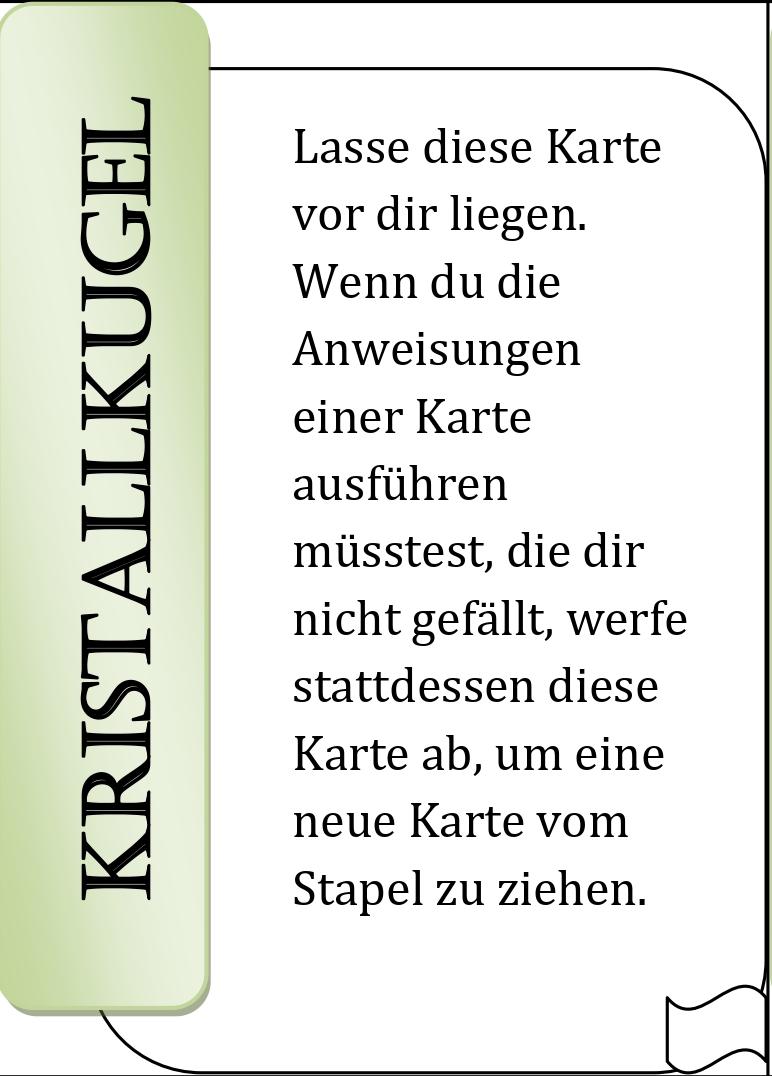 KRISTALLKUGEL
Lasse diese Karte
vor dir liegen.
Wenn du die
Anweisungen
einer Karte
ausführen
müsstest, die dir
nicht gefällt, werfe
stattdessen diese
Karte ab, um eine
neue Karte vom
Stapel zu ziehen.